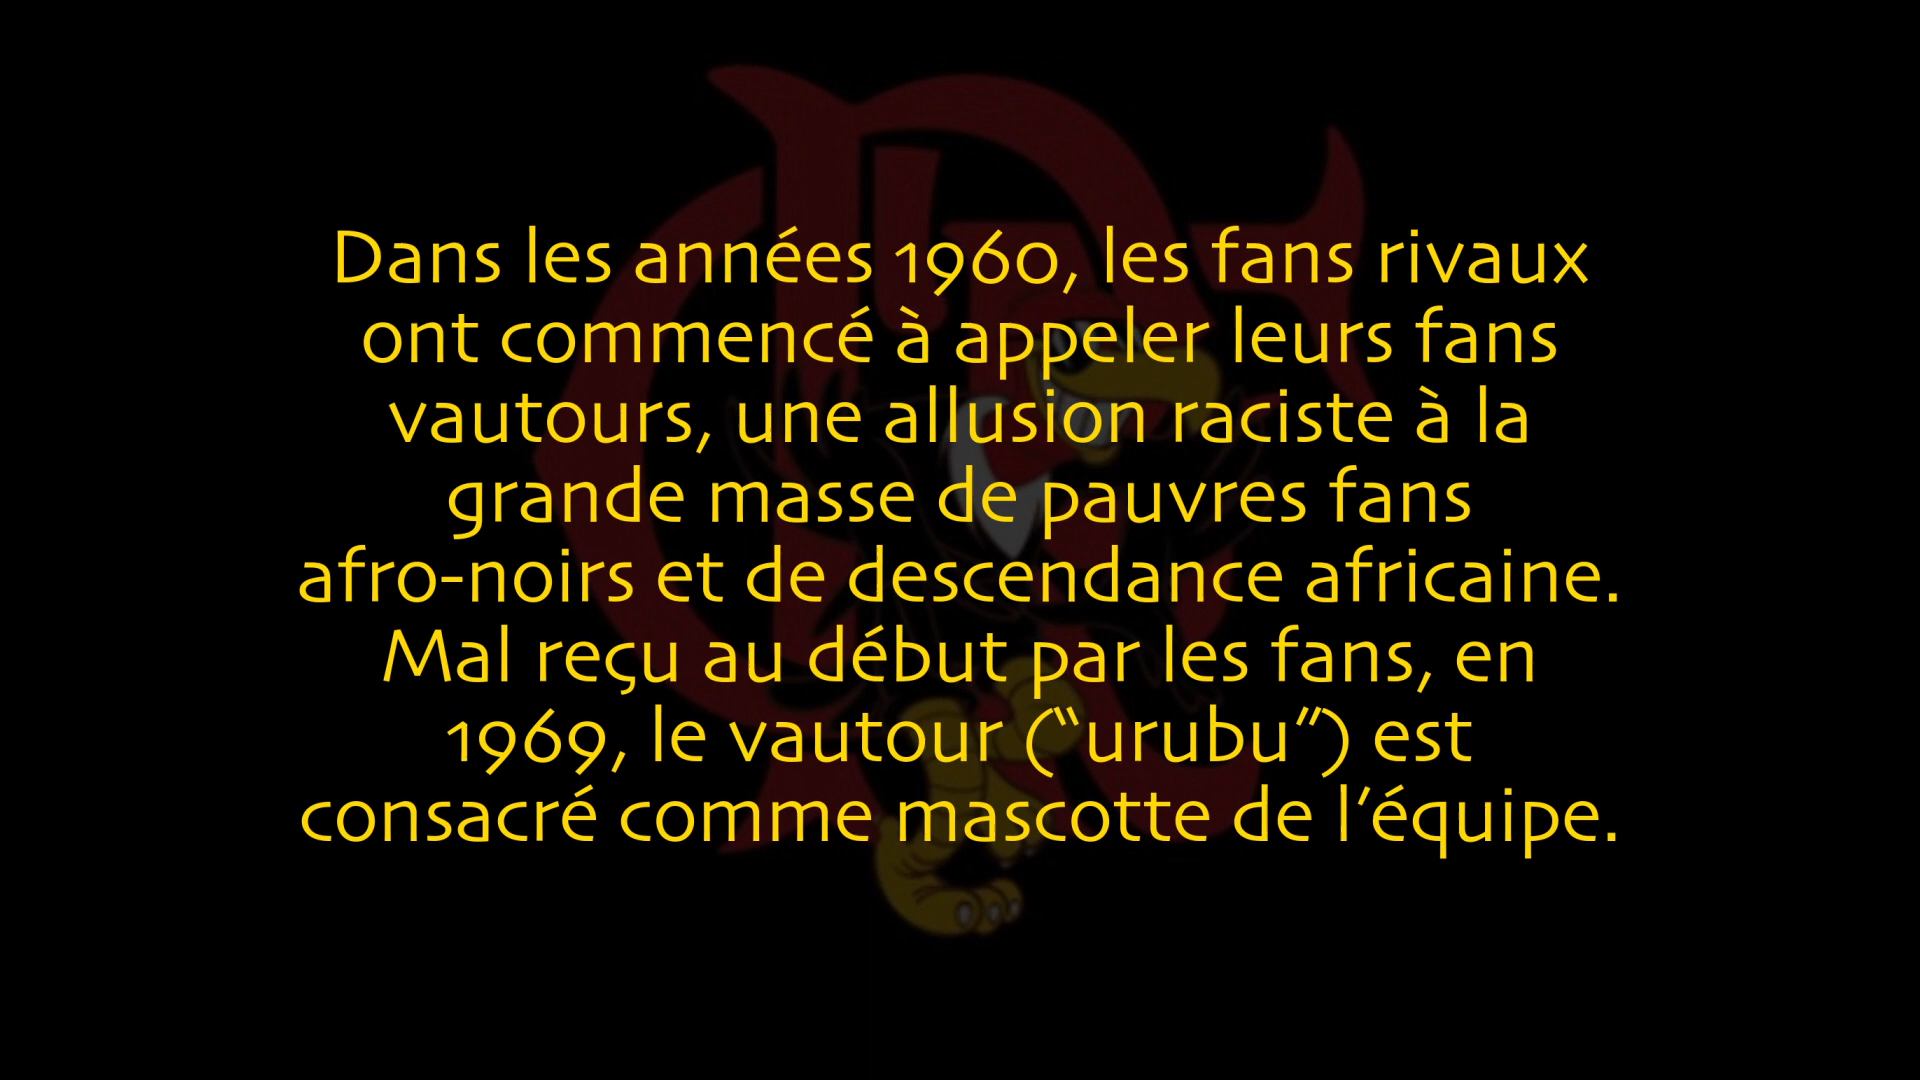 Dans les années 1960, les fans rivaux
ont commencé à appeler leurs fans
vautours, une allusion raciste à la
grande masse de pauvres fans
afro-noirs et de descendance africaine.
Mal reçu au début par les fans, en
1969, le vautour (“urubu”) est
consacré comme mascotte de l’équipe.